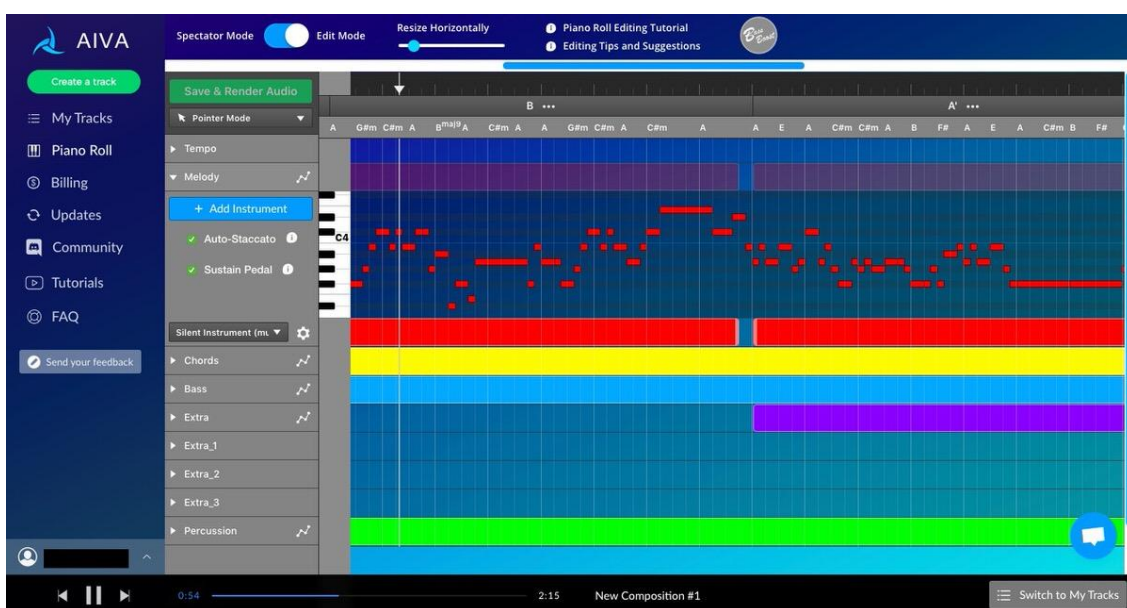 AIVA
Create a track
My Tracks
Piano Roll
Billing
Updates
Community
Tutorials
FAQ
Send your feedback
Spectator Mode
Edit Mode
Resize Horizontally
Piano Roll Editing Tutorial
Editing Tips and Suggestions
Save & Render Audio
Pointer Mode
B •••
A' •••
A G#m C#m A Bmaj9 A C#m A A G#m C#m A C#m A A E A C#m C#m A B F# A E A C#m B F#
Tempo
Melody
+ Add Instrument
Auto-Staccato
Sustain Pedal
C4
Silent Instrument (mu
Chords
Bass
Extra
Extra_1
Extra_2
Extra_3
Percussion
0:54
2:15
New Composition #1
Switch to My Tracks